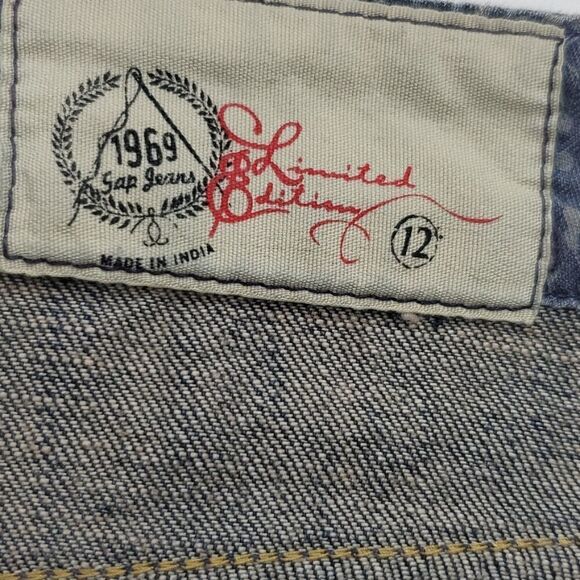 1969
Gap Jeans
MADE IN INDIA
Limited
Edition
12